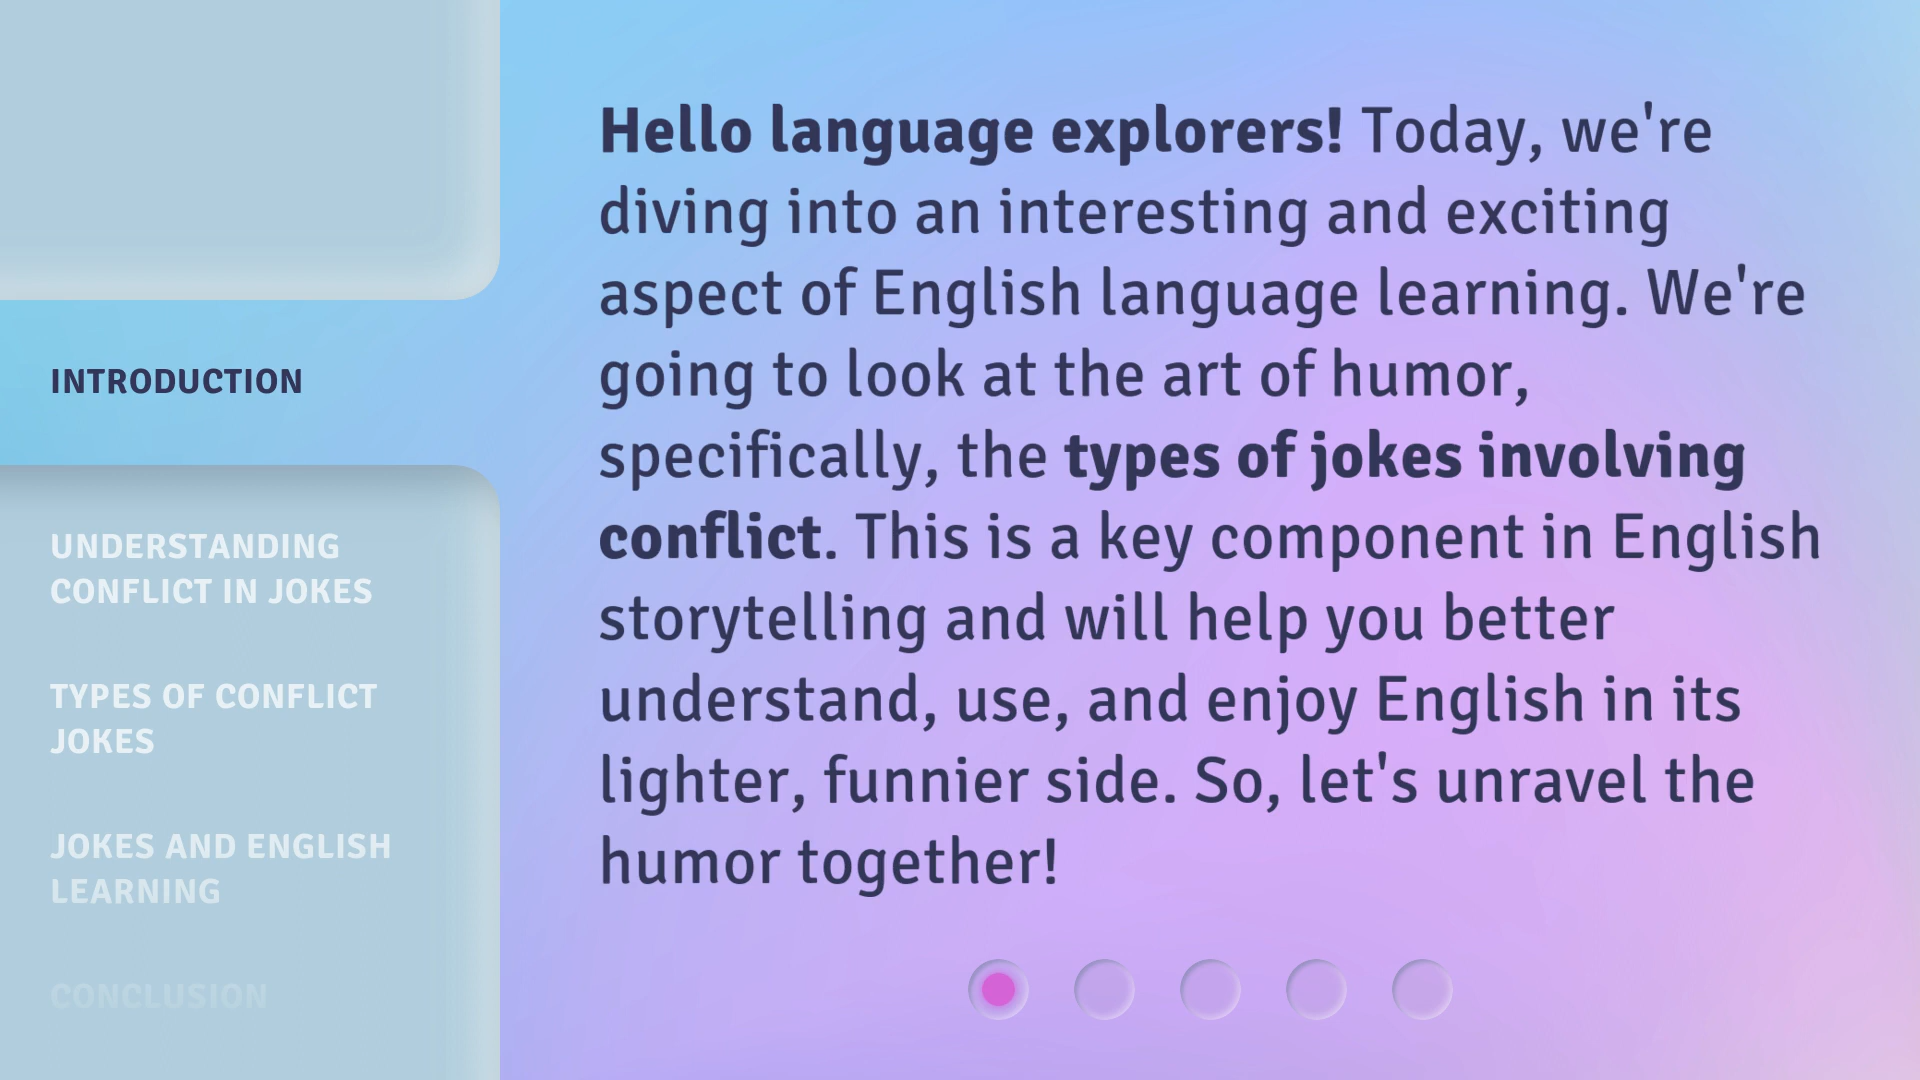 INTRODUCTION
UNDERSTANDING
CONFLICT IN JOKES
TYPES OF CONFLICT
JOKES
JOKES AND ENGLISH
LEARNING
CONCLUSION
Hello language explorers! Today, we're
diving into an interesting and exciting
aspect of English language learning. We're
going to look at the art of humor,
specifically, the types of jokes involving
conflict. This is a key component in English
storytelling and will help you better
understand, use, and enjoy English in its
lighter, funnier side. So, let's unravel the
humor together!